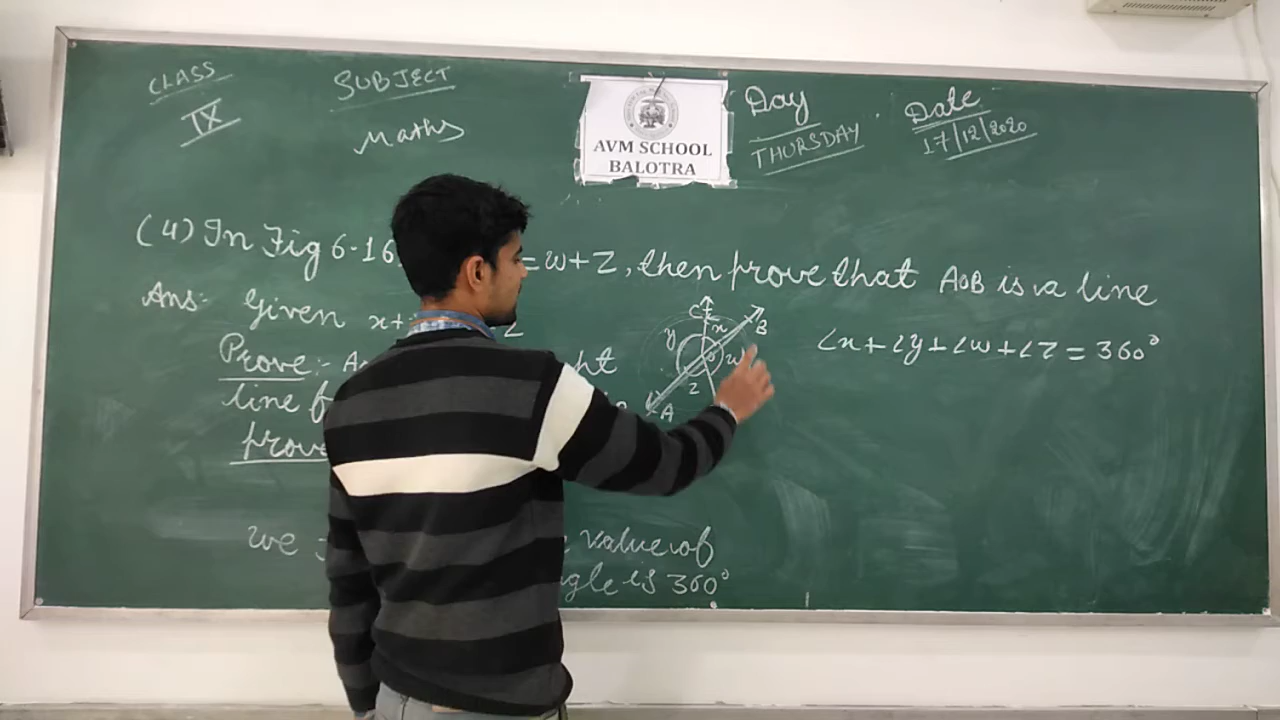 CLASS
IX
SUBJECT
Maths
AVM SCHOOL
BALOTRA
Day
THURSDAY
Date
17/12/2020
(4) In Fig 6.16 = w+z, then prove that AOB is a line
Ans:- Given x+ z
Prove:- A ght
line
prove
C
y
x
B
O
w
z
A
∠x+∠y+∠w+∠z = 360°
we value of
gle is 360°